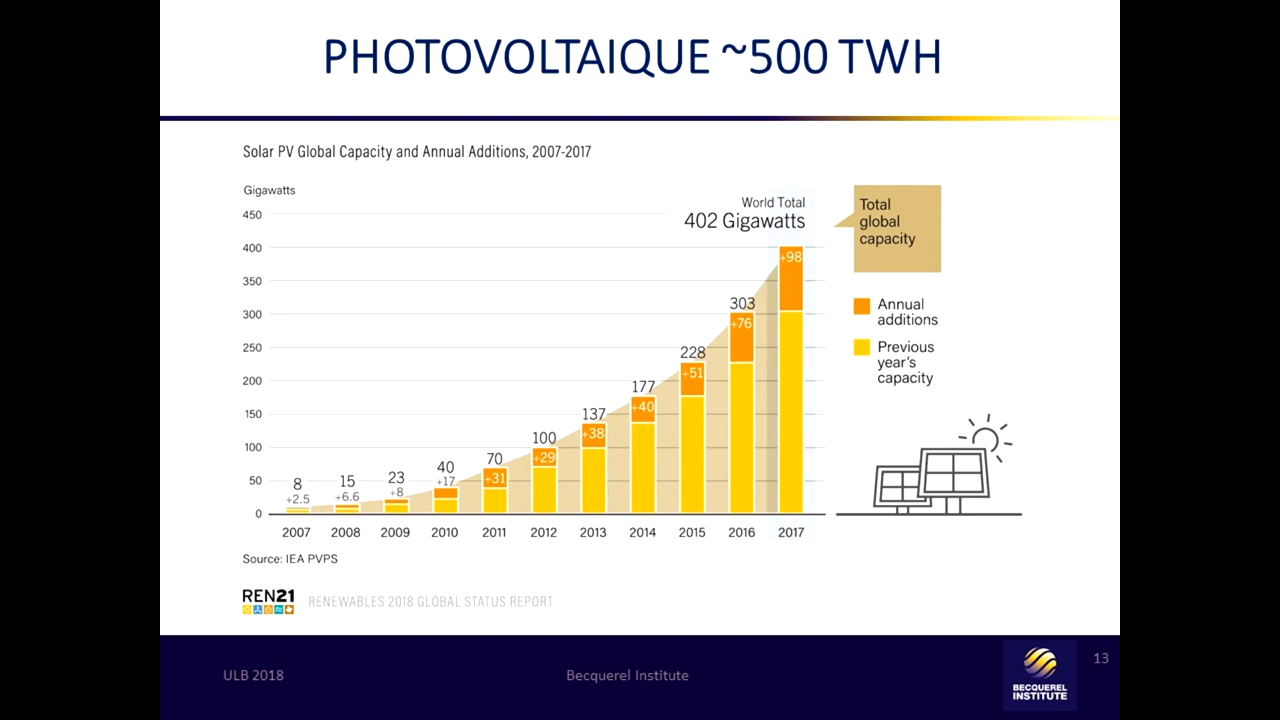 PHOTOVOLTAIQUE ~500 TWH
Solar PV Global Capacity and Annual Additions, 2007-2017
Gigawatts
World Total
402 Gigawatts
Total
global
capacity
Annual
additions
Previous
year's
capacity
450
400
350
300
250
200
150
100
50
0
8
+2.5
15
+6.6
23
+8
40
+17
70
+31
100
+29
137
+38
177
+40
228
+51
303
+76
+98
2007 2008 2009 2010 2011 2012 2013 2014 2015 2016 2017
Source: IEA PVPS
REN21 RENEWABLES 2018 GLOBAL STATUS REPORT
ULB 2018
Becquerel Institute
BECQUEREL
INSTITUTE
13